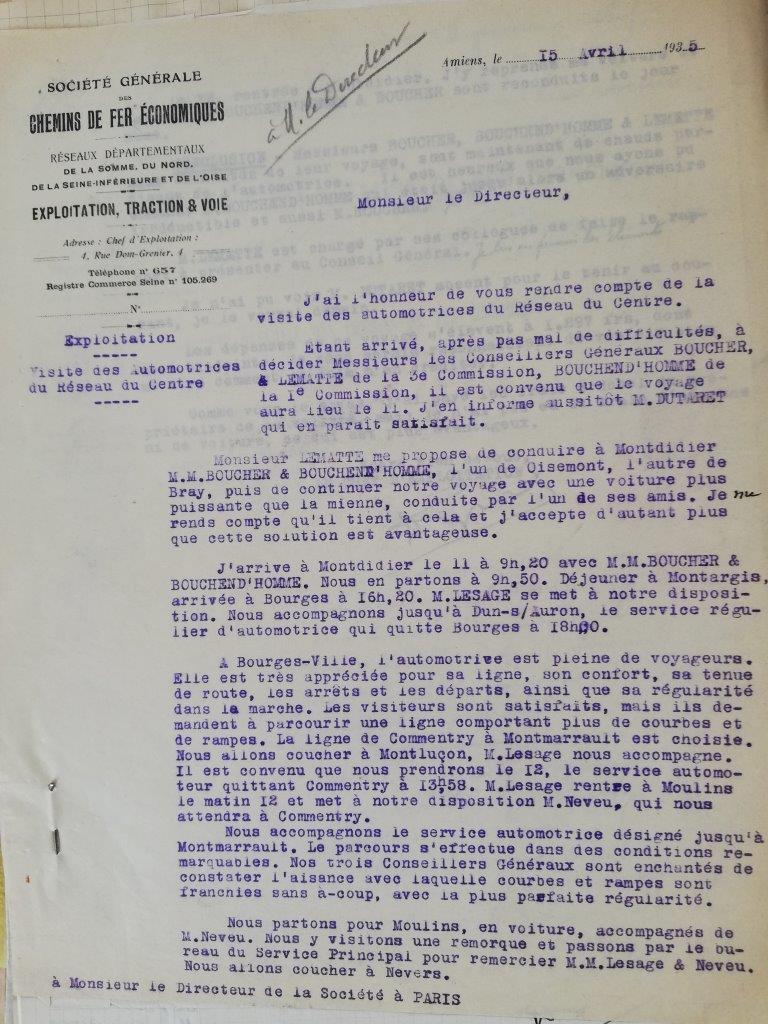 à M. le Directeur
Amiens, le 15 Avril 1935
SOCIÉTÉ GÉNÉRALE
DES
CHEMINS DE FER ÉCONOMIQUES
RÉSEAUX DÉPARTEMENTAUX
DE LA SOMME, DU NORD,
DE LA SEINE-INFÉRIEURE ET DE L'OISE
EXPLOITATION, TRACTION & VOIE
Adresse : Chef d'Exploitation :
4, Rue Dom-Grenier, 4
Téléphone n° 657
Registre Commerce Seine n° 105.269
N°
Exploitation
Visite des Automotrices
du Réseau du Centre
Monsieur le Directeur,
J'ai l'honneur de vous rendre compte de la
visite des automotrices du Réseau du Centre.
Etant arrivé, après pas mal de difficultés, à
décider Messieurs les Conseillers Généraux BOUCHER,
& LEMATTE de la 3e Commission, BOUCHEND'HOMME de
la 1e Commission, il est convenu que le voyage
aura lieu le 11. J'en informe aussitôt M.DUTARET
qui en paraît satisfait.
Monsieur LEMATTE me propose de conduire à Montdidier
M.M.BOUCHER & BOUCHEND'HOMME, l'un de Oisemont, l'autre de
Bray, puis de continuer notre voyage avec une voiture plus
puissante que la mienne, conduite par l'un de ses amis. Je me
rends compte qu'il tient à cela et j'accepte d'autant plus
que cette solution est avantageuse.
J'arrive à Montdidier le 11 à 9h,20 avec M.M.BOUCHER &
BOUCHEND'HOMME. Nous en partons à 9h,50. Déjeuner à Montargis,
arrivée à Bourges à 16h,20. M.LESAGE se met à notre disposi-
tion. Nous accompagnons jusqu'à Dun-s/Auron, le service régu-
lier d'automotrice qui quitte Bourges à 18h00.
A Bourges-Ville, l'automotrice est pleine de voyageurs.
Elle est très appréciée pour sa ligne, son confort, sa tenue
de route, les arrêts et les départs, ainsi que sa régularité
dans la marche. Les visiteurs sont satisfaits, mais ils de-
mandent à parcourir une ligne comportant plus de courbes et
de rampes. La ligne de Commentry à Montmarrault est choisie.
Nous allons coucher à Montluçon, M.Lesage nous accompagne.
Il est convenu que nous prendrons le 12, le service automo-
teur quittant Commentry à 13h58. M.Lesage rentre à Moulins
le matin 12 et met à notre disposition M.Neveu, qui nous
attendra à Commentry.
Nous accompagnons le service automotrice désigné jusqu'à
Montmarrault. Le parcours s'effectue dans des conditions re-
marquables. Nos trois Conseillers Généraux sont enchantés de
constater l'aisance avec laquelle courbes et rampes sont
franchies sans à-coup, avec la plus parfaite régularité.
Nous partons pour Moulins, en voiture, accompagnés de
M.Neveu. Nous y visitons une remorque et passons par le bu-
reau du Service Principal pour remercier M.M.Lesage & Neveu.
Nous allons coucher à Nevers.
à Monsieur le Directeur de la Société à PARIS